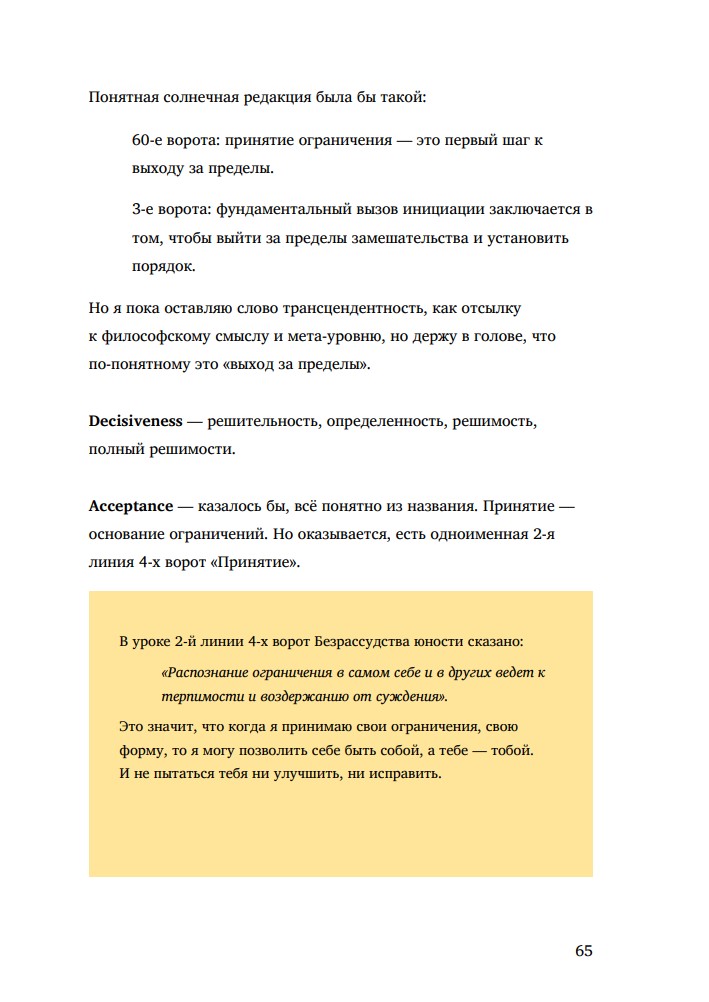 Понятная солнечная редакция была бы такой:
60-е ворота: принятие ограничения — это первый шаг к
выходу за пределы.
3-е ворота: фундаментальный вызов инициации заключается в
том, чтобы выйти за пределы замешательства и установить
порядок.
Но я пока оставляю слово трансцендентность, как отсылку
к философскому смыслу и мета-уровню, но держу в голове, что
по-понятному это «выход за пределы».
Decisiveness — решительность, определенность, решимость,
полный решимости.
Acceptance — казалось бы, всё понятно из названия. Принятие —
основание ограничений. Но оказывается, есть одноименная 2-я
линия 4-х ворот «Принятие».
В уроке 2-й линии 4-х ворот Безрассудства юности сказано:
«Распознание ограничения в самом себе и в других ведет к
терпимости и воздержанию от суждения».
Это значит, что когда я принимаю свои ограничения, свою
форму, то я могу позволить себе быть собой, а тебе — тобой.
И не пытаться тебя ни улучшить, ни исправить.
65